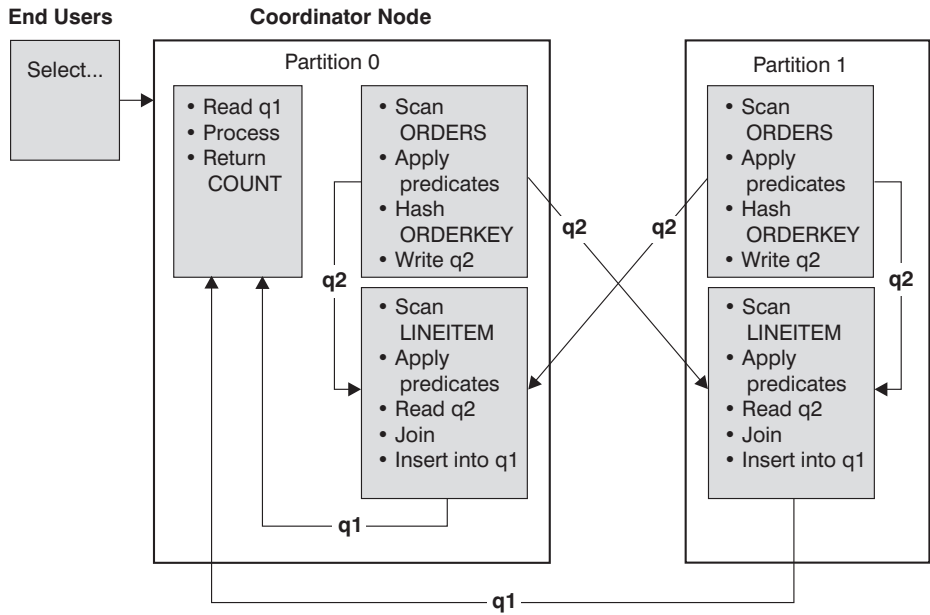 End Users
Coordinator Node
Select...
Partition 0
• Read q1
• Process
• Return
COUNT
• Scan
ORDERS
• Apply
predicates
• Hash
ORDERKEY
• Write q2
q2
• Scan
LINEITEM
• Apply
predicates
• Read q2
• Join
• Insert into q1
q1
q2
q2
Partition 1
• Scan
ORDERS
• Apply
predicates
• Hash
ORDERKEY
• Write q2
q2
• Scan
LINEITEM
• Apply
predicates
• Read q2
• Join
• Insert into q1
q1